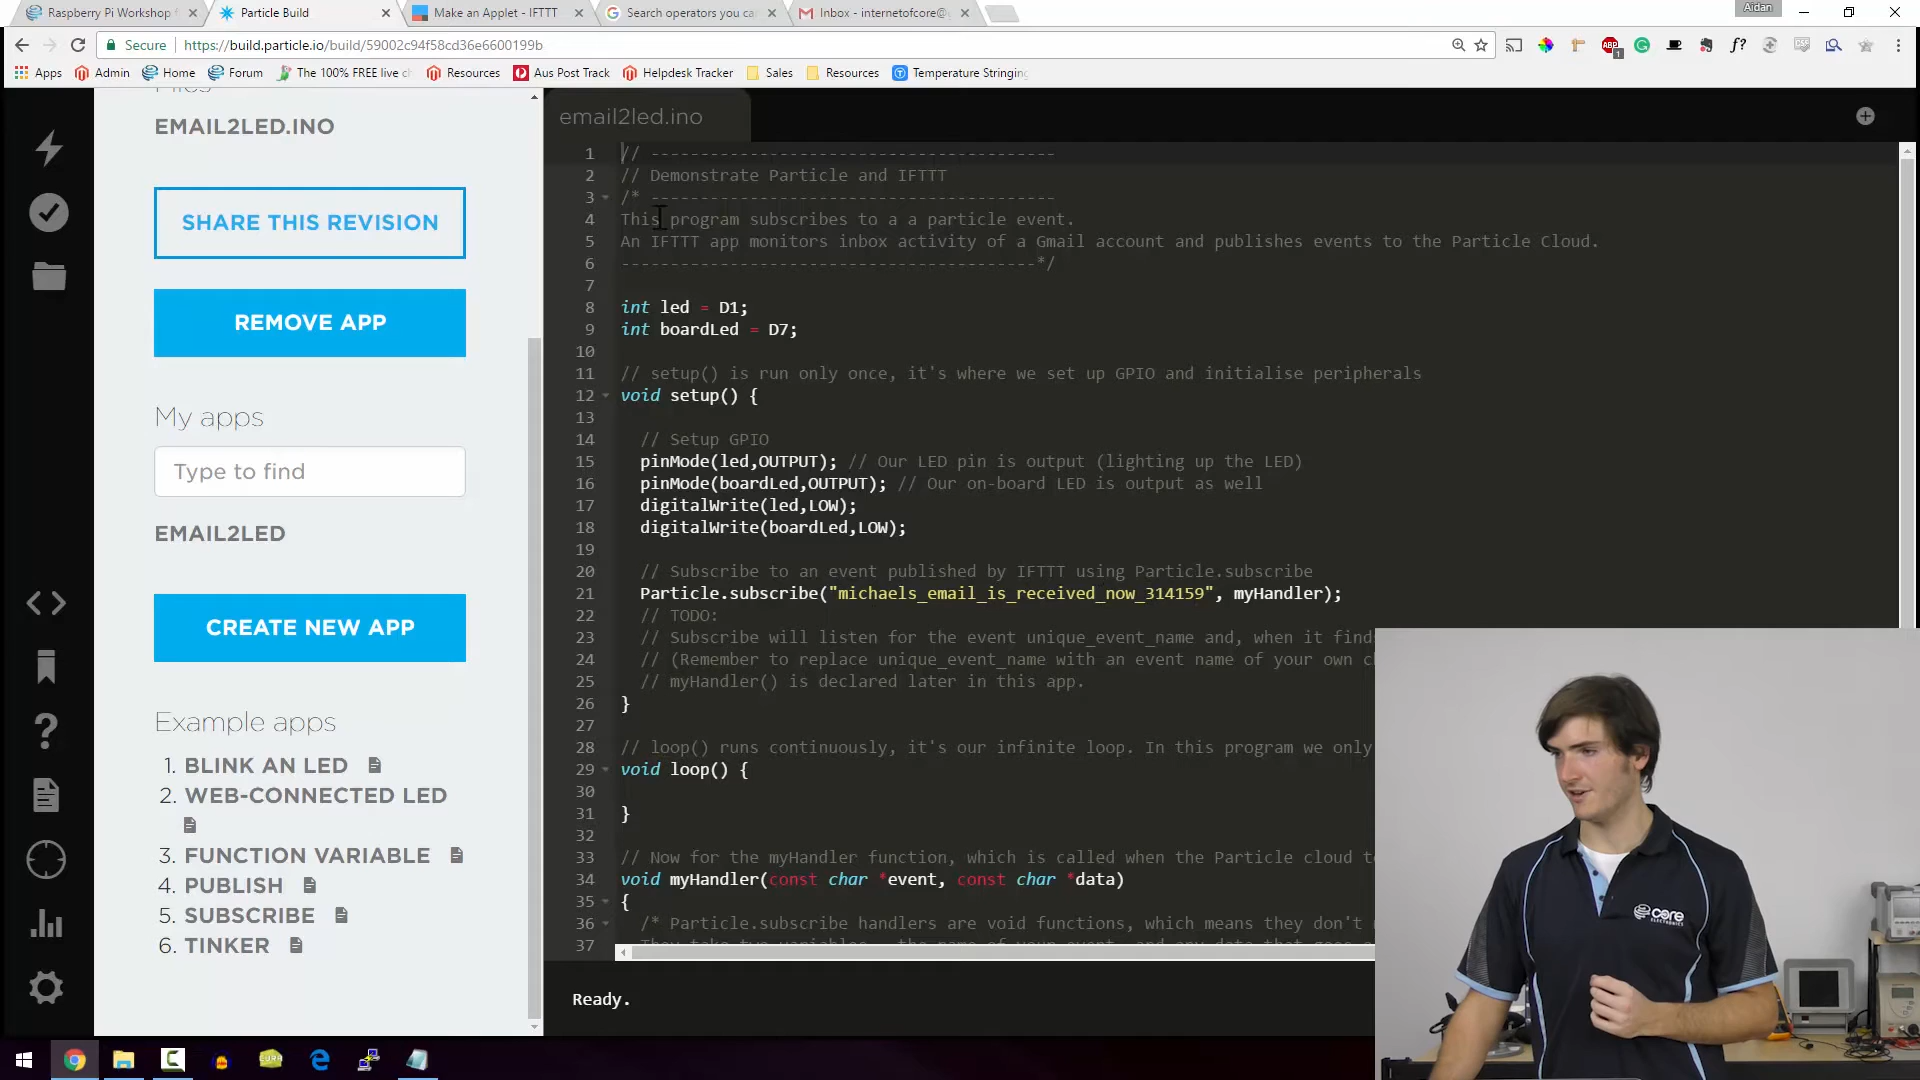 Raspberry Pi Workshop f
Particle Build
Make an Applet - IFTTT
Search operators you ca
Inbox - internetofcore@
Aidan
Secure
https://build.particle.io/build/59002c94f58cd36e6600199b
Apps
Admin
Home
Forum
The 100% FREE live c
Resources
Aus Post Track
Helpdesk Tracker
Sales
Resources
Temperature Stringing
EMAIL2LED.INO
SHARE THIS REVISION
REMOVE APP
My apps
Type to find
EMAIL2LED
CREATE NEW APP
Example apps
1. BLINK AN LED
2. WEB-CONNECTED LED
3. FUNCTION VARIABLE
4. PUBLISH
5. SUBSCRIBE
6. TINKER
email2led.ino
1 // -----------------------------------------
2 // Demonstrate Particle and IFTTT
3 /* -----------------------------------------
4 This program subscribes to a a particle event.
5 An IFTTT app monitors inbox activity of a Gmail account and publishes events to the Particle Cloud.
6 ------------------------------------------*/
7
8 int led = D1;
9 int boardLed = D7;
10
11 // setup() is run only once, it's where we set up GPIO and initialise peripherals
12 void setup() {
13
14 // Setup GPIO
15 pinMode(led,OUTPUT); // Our LED pin is output (lighting up the LED)
16 pinMode(boardLed,OUTPUT); // Our on-board LED is output as well
17 digitalWrite(led,LOW);
18 digitalWrite(boardLed,LOW);
19
20 // Subscribe to an event published by IFTTT using Particle.subscribe
21 Particle.subscribe("michaels_email_is_received_now_314159", myHandler);
22 // TODO:
23 // Subscribe will listen for the event unique_event_name and, when it find
24 // (Remember to replace unique_event_name with an event name of your own c
25 // myHandler() is declared later in this app.
26 }
27
28 // loop() runs continuously, it's our infinite loop. In this program we only
29 void loop() {
30
31 }
32
33 // Now for the myHandler function, which is called when the Particle cloud t
34 void myHandler(const char *event, const char *data)
35 {
36 /* Particle.subscribe handlers are void functions, which means they don't
37
Ready.
core
ELECTRONICS